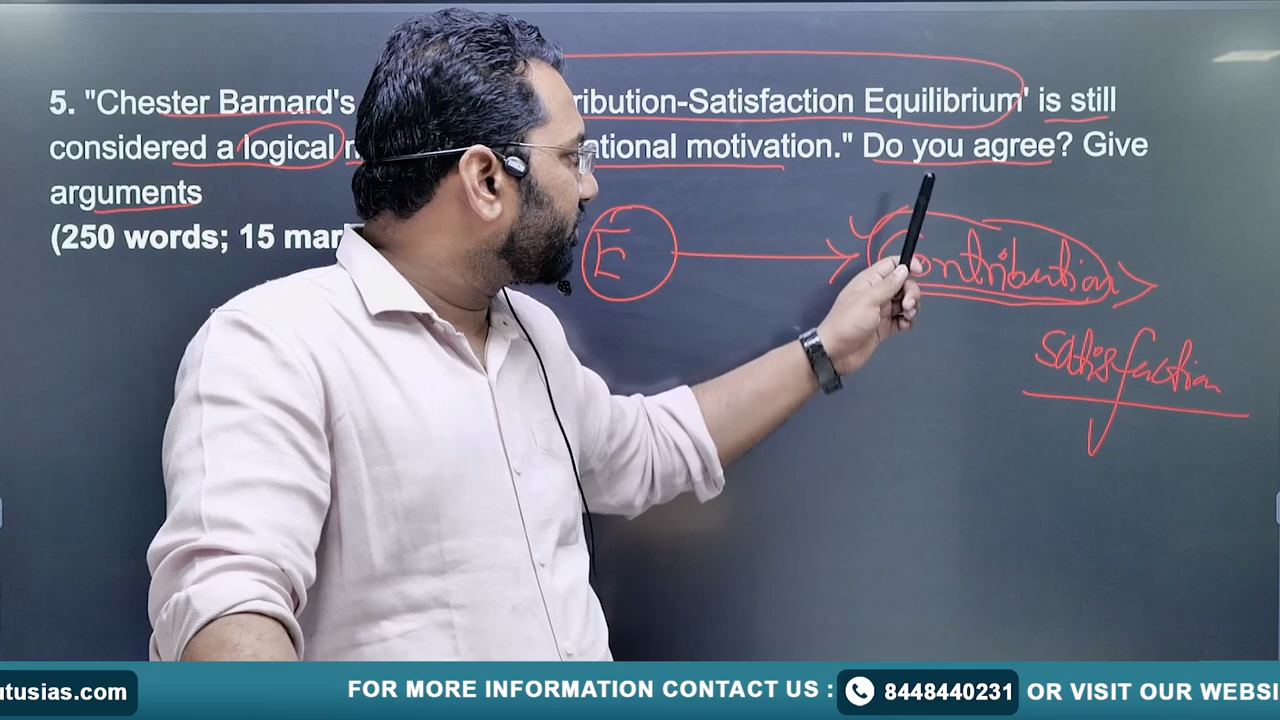 5. "Chester Barnard's ribution-Satisfaction Equilibrium' is still
considered a logical ational motivation." Do you agree? Give
arguments
(250 words; 15 mar
E
Contribution
satisfaction
utusias.com
FOR MORE INFORMATION CONTACT US :
8448440231
OR VISIT OUR WEBSI